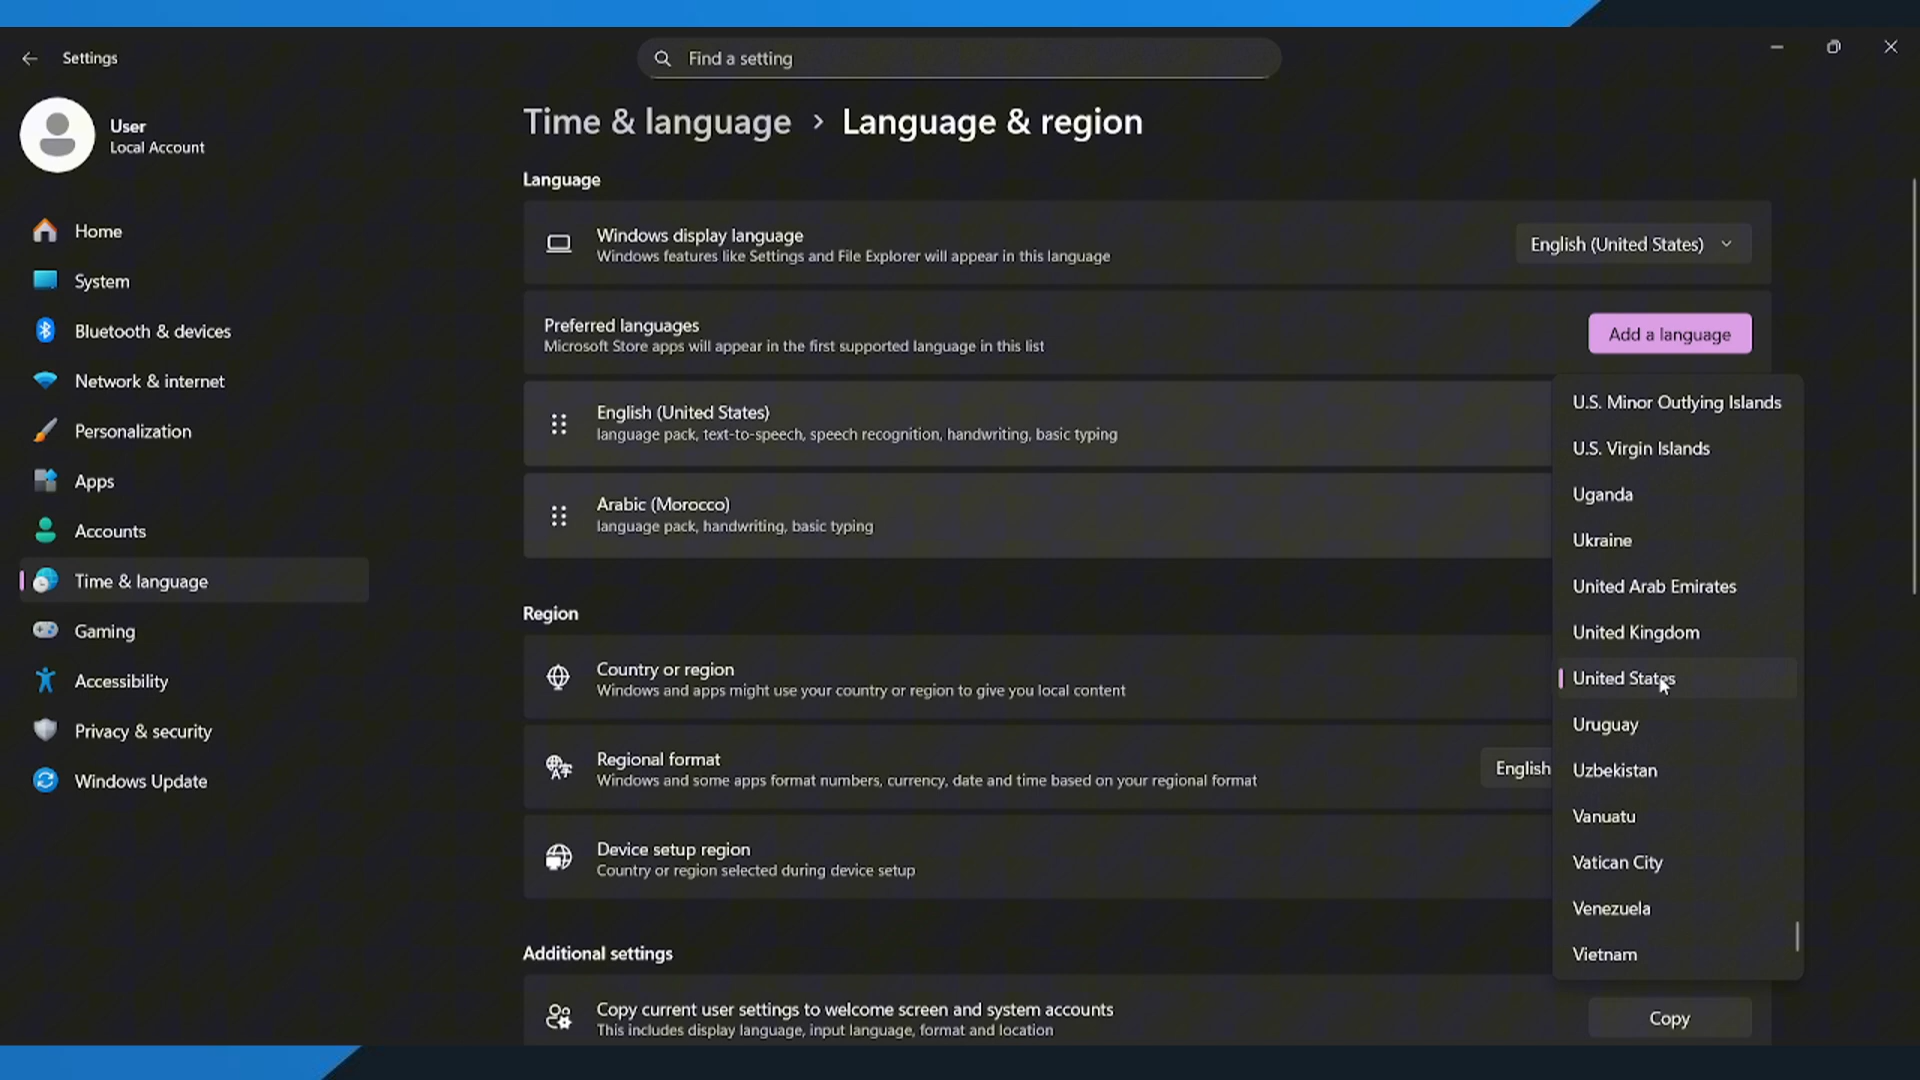 Settings
Find a setting
User
Local Account
Home
System
Bluetooth & devices
Network & internet
Personalization
Apps
Accounts
Time & language
Gaming
Accessibility
Privacy & security
Windows Update
Time & language > Language & region
Language
Windows display language
Windows features like Settings and File Explorer will appear in this language
English (United States)
Preferred languages
Microsoft Store apps will appear in the first supported language in this list
Add a language
English (United States)
language pack, text-to-speech, speech recognition, handwriting, basic typing
Arabic (Morocco)
language pack, handwriting, basic typing
Region
Country or region
Windows and apps might use your country or region to give you local content
Regional format
Windows and some apps format numbers, currency, date and time based on your regional format
English
Device setup region
Country or region selected during device setup
U.S. Minor Outlying Islands
U.S. Virgin Islands
Uganda
Ukraine
United Arab Emirates
United Kingdom
United States
Uruguay
Uzbekistan
Vanuatu
Vatican City
Venezuela
Vietnam
Additional settings
Copy current user settings to welcome screen and system accounts
This includes display language, input language, format and location
Copy